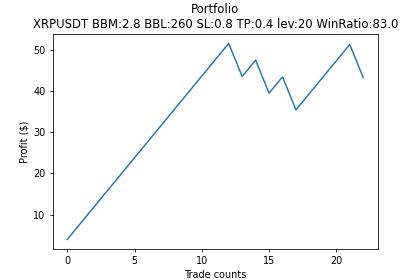 Portfolio
XRPUSDT BBM:2.8 BBL:260 SL:0.8 TP:0.4 lev:20 WinRatio:83.0
50
40
30
20
10
Profit ($)
0 5 10 15 20
Trade counts